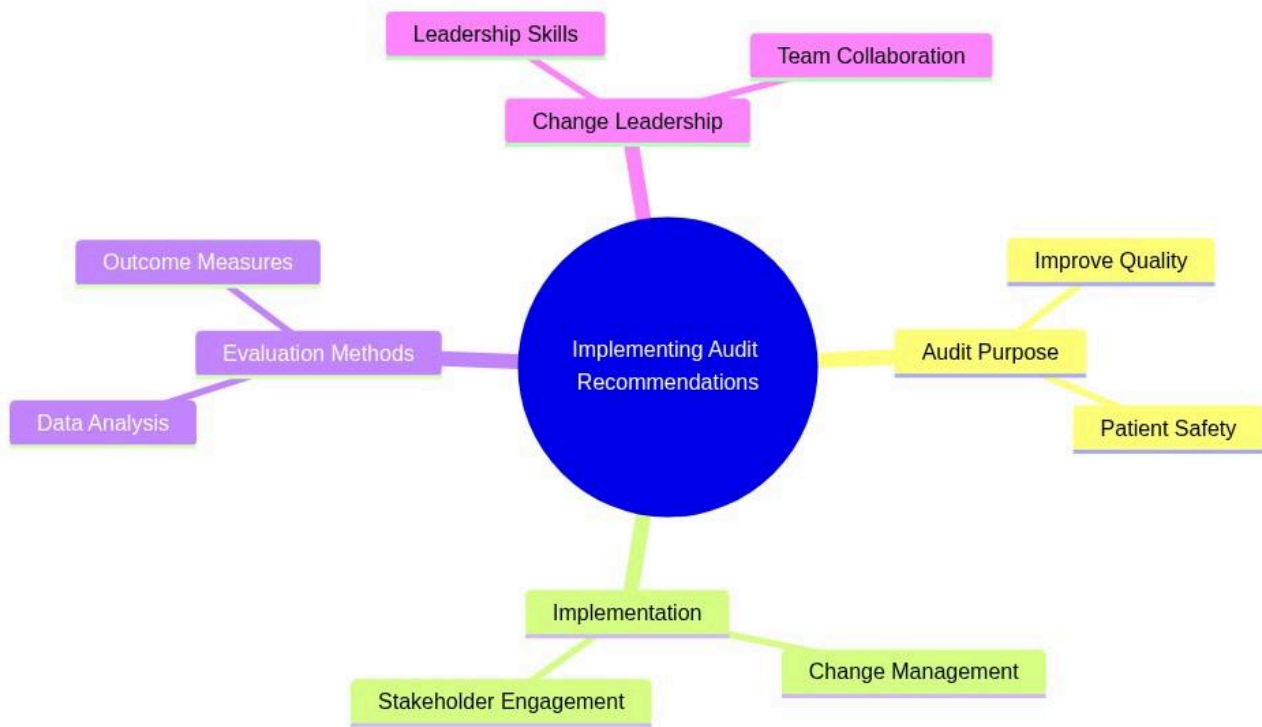 Leadership Skills
Team Collaboration
Change Leadership
Outcome Measures
Evaluation Methods
Data Analysis
Implementing Audit
Recommendations
Improve Quality
Audit Purpose
Patient Safety
Implementation
Change Management
Stakeholder Engagement